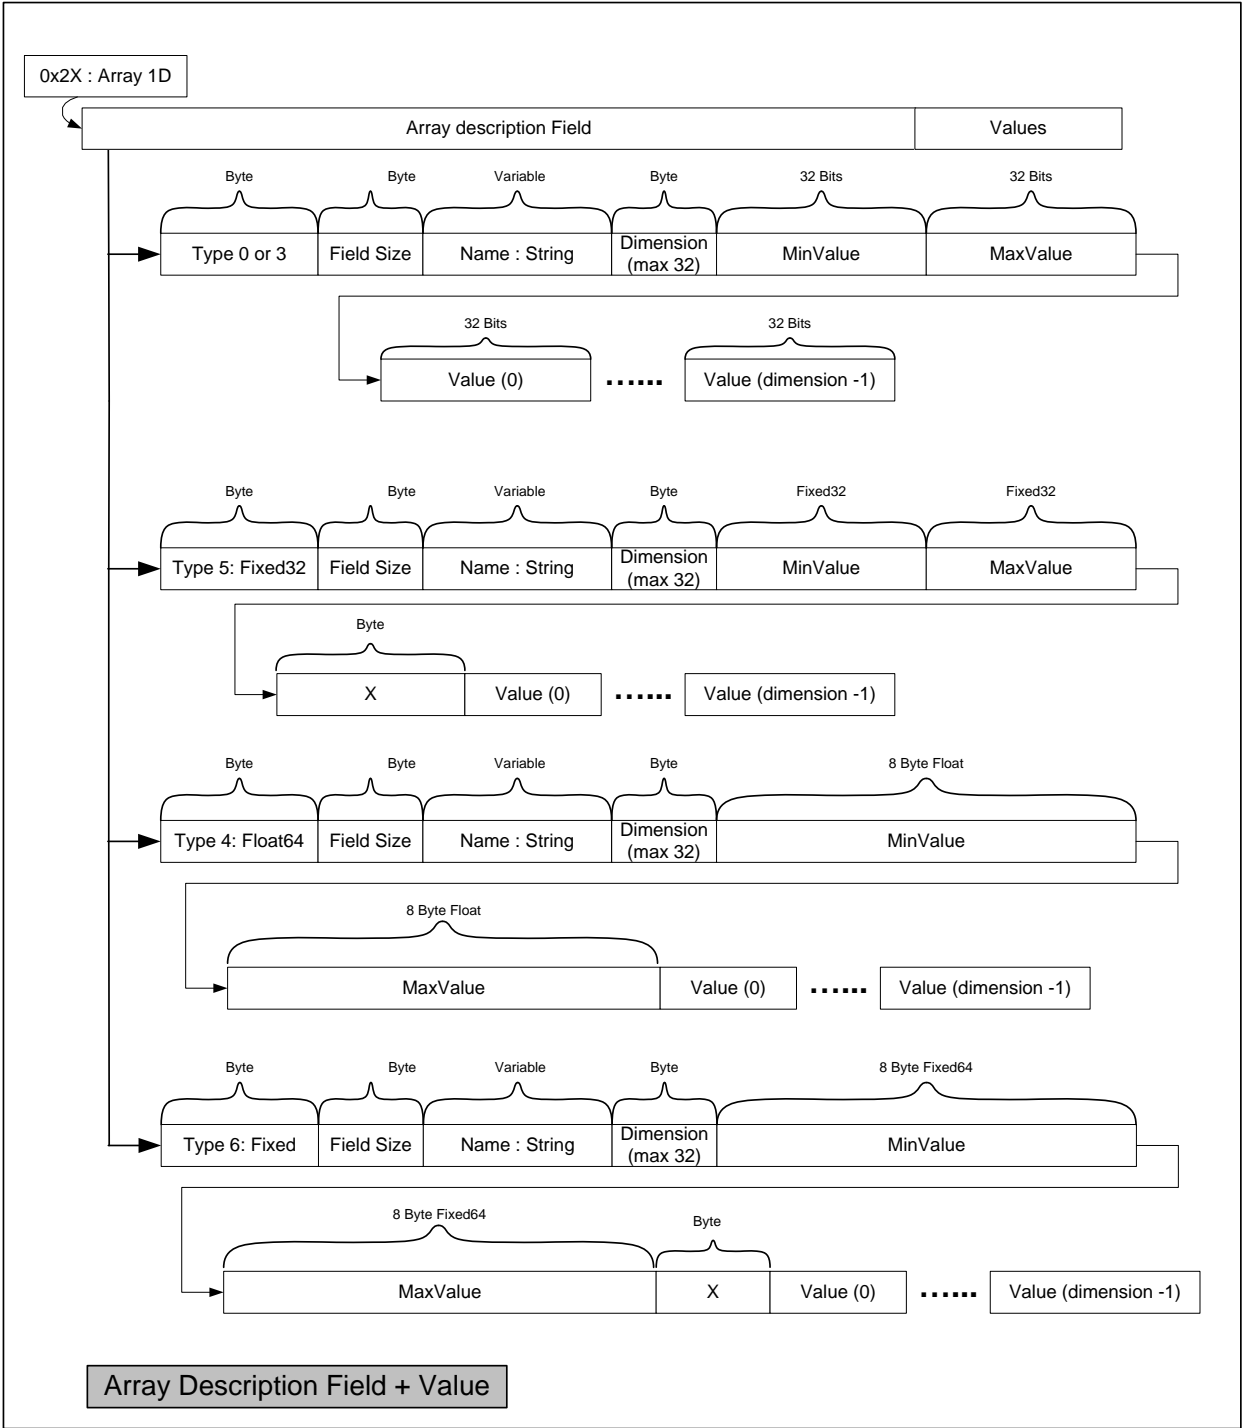 0x2X : Array 1D
Array description Field Values
Byte Byte Variable Byte 32 Bits 32 Bits
Type 0 or 3 Field Size Name : String Dimension (max 32) MinValue MaxValue
32 Bits 32 Bits
Value (0) ...... Value (dimension -1)
Byte Byte Variable Byte Fixed32 Fixed32
Type 5: Fixed32 Field Size Name : String Dimension (max 32) MinValue MaxValue
Byte
X Value (0) ...... Value (dimension -1)
Byte Byte Variable Byte 8 Byte Float
Type 4: Float64 Field Size Name : String Dimension (max 32) MinValue
8 Byte Float
MaxValue Value (0) ...... Value (dimension -1)
Byte Byte Variable Byte 8 Byte Fixed64
Type 6: Fixed Field Size Name : String Dimension (max 32) MinValue
8 Byte Fixed64 Byte
MaxValue X Value (0) ...... Value (dimension -1)
Array Description Field + Value